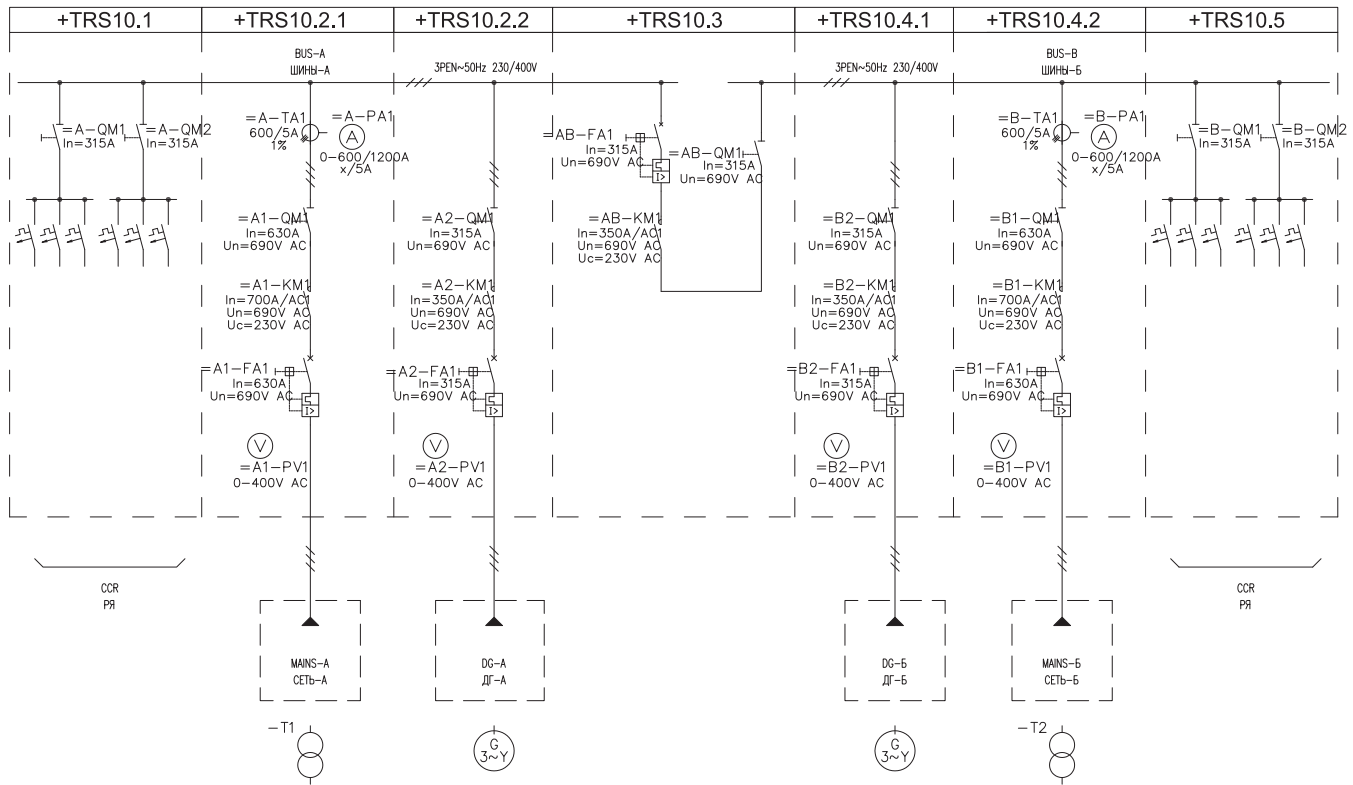 +TRS10.1
+TRS10.2.1
+TRS10.2.2
+TRS10.3
+TRS10.4.1
+TRS10.4.2
+TRS10.5
BUS-A
ШИНЫ-А
3PEN~50Hz 230/400V
3PEN~50Hz 230/400V
BUS-B
ШИНЫ-Б
=A-QM1
In=315A
=A-QM2
In=315A
=A-TA1
600/5A
1%
=A-PA1
A
0-600/1200A
x/5A
=A1-QM1
In=630A
Un=690V AC
=A1-KM1
In=700A/AC1
Un=690V AC
Uc=230V AC
=A1-FA1
In=630A
Un=690V AC
I>
V
=A1-PV1
0-400V AC
=A2-QM1
In=315A
Un=690V AC
=A2-KM1
In=350A/AC1
Un=690V AC
Uc=230V AC
=A2-FA1
In=315A
Un=690V AC
I>
V
=A2-PV1
0-400V AC
=AB-FA1
In=315A
Un=690V AC
I>
=AB-QM1
In=315A
Un=690V AC
=AB-KM1
In=350A/AC1
Un=690V AC
Uc=230V AC
=B2-QM1
In=315A
Un=690V AC
=B2-KM1
In=350A/AC1
Un=690V AC
Uc=230V AC
=B2-FA1
In=315A
Un=690V AC
I>
V
=B2-PV1
0-400V AC
=B-TA1
600/5A
1%
=B-PA1
A
0-600/1200A
x/5A
=B1-QM1
In=630A
Un=690V AC
=B1-KM1
In=700A/AC1
Un=690V AC
Uc=230V AC
=B1-FA1
In=630A
Un=690V AC
I>
V
=B1-PV1
0-400V AC
=B-QM1
In=315A
=B-QM2
In=315A
CCR
РЯ
MAINS-A
СЕТЬ-А
DG-A
ДГ-А
DG-Б
ДГ-Б
MAINS-Б
СЕТЬ-Б
CCR
РЯ
-T1
G
3~Y
G
3~Y
-T2